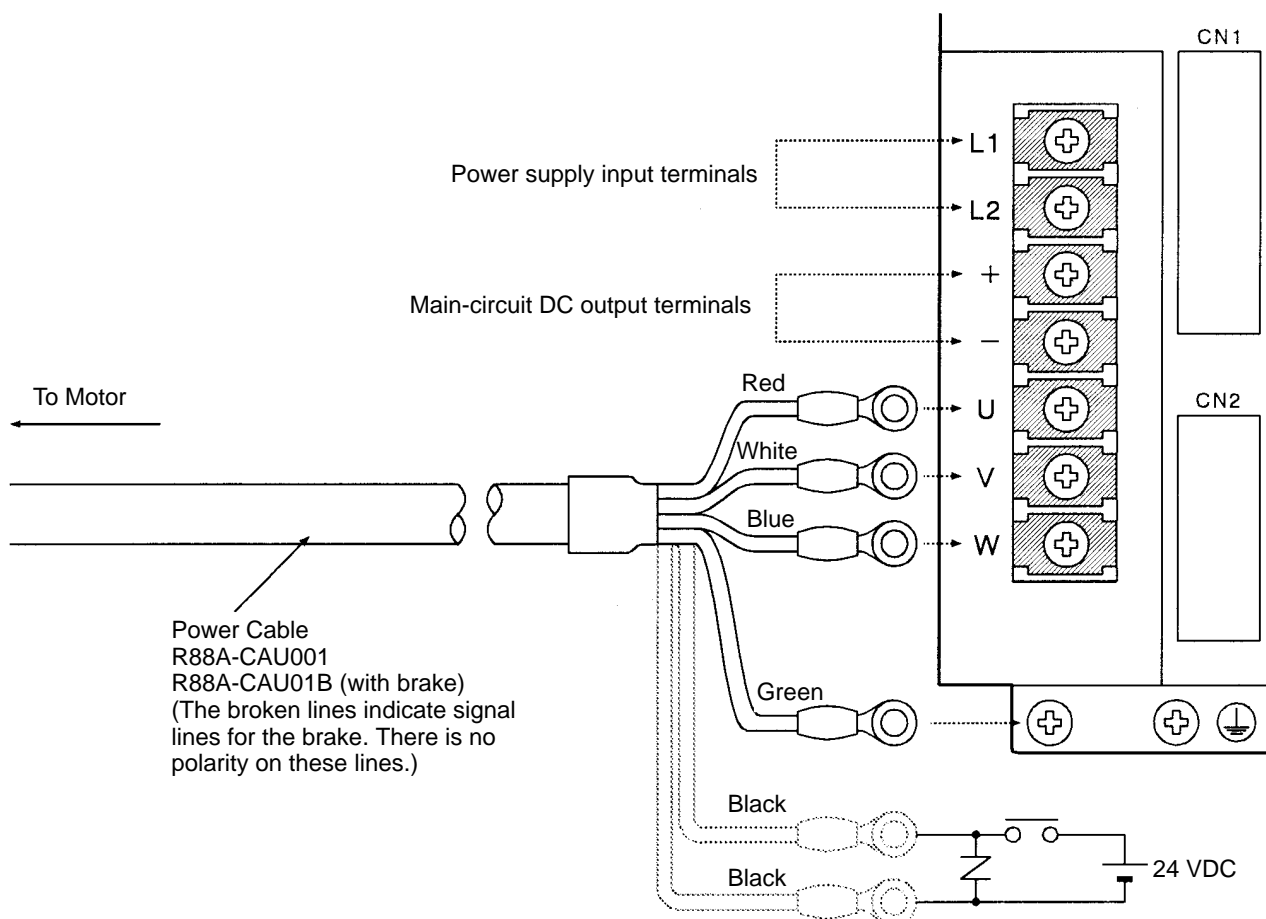 CN1
L1
Power supply input terminals
L2
+
Main-circuit DC output terminals
−
Red
To Motor
U
CN2
White
V
Blue
W
Power Cable
R88A-CAU001
R88A-CAU01B (with brake)
(The broken lines indicate signal
lines for the brake. There is no
polarity on these lines.)
Green
Black
24 VDC
Black